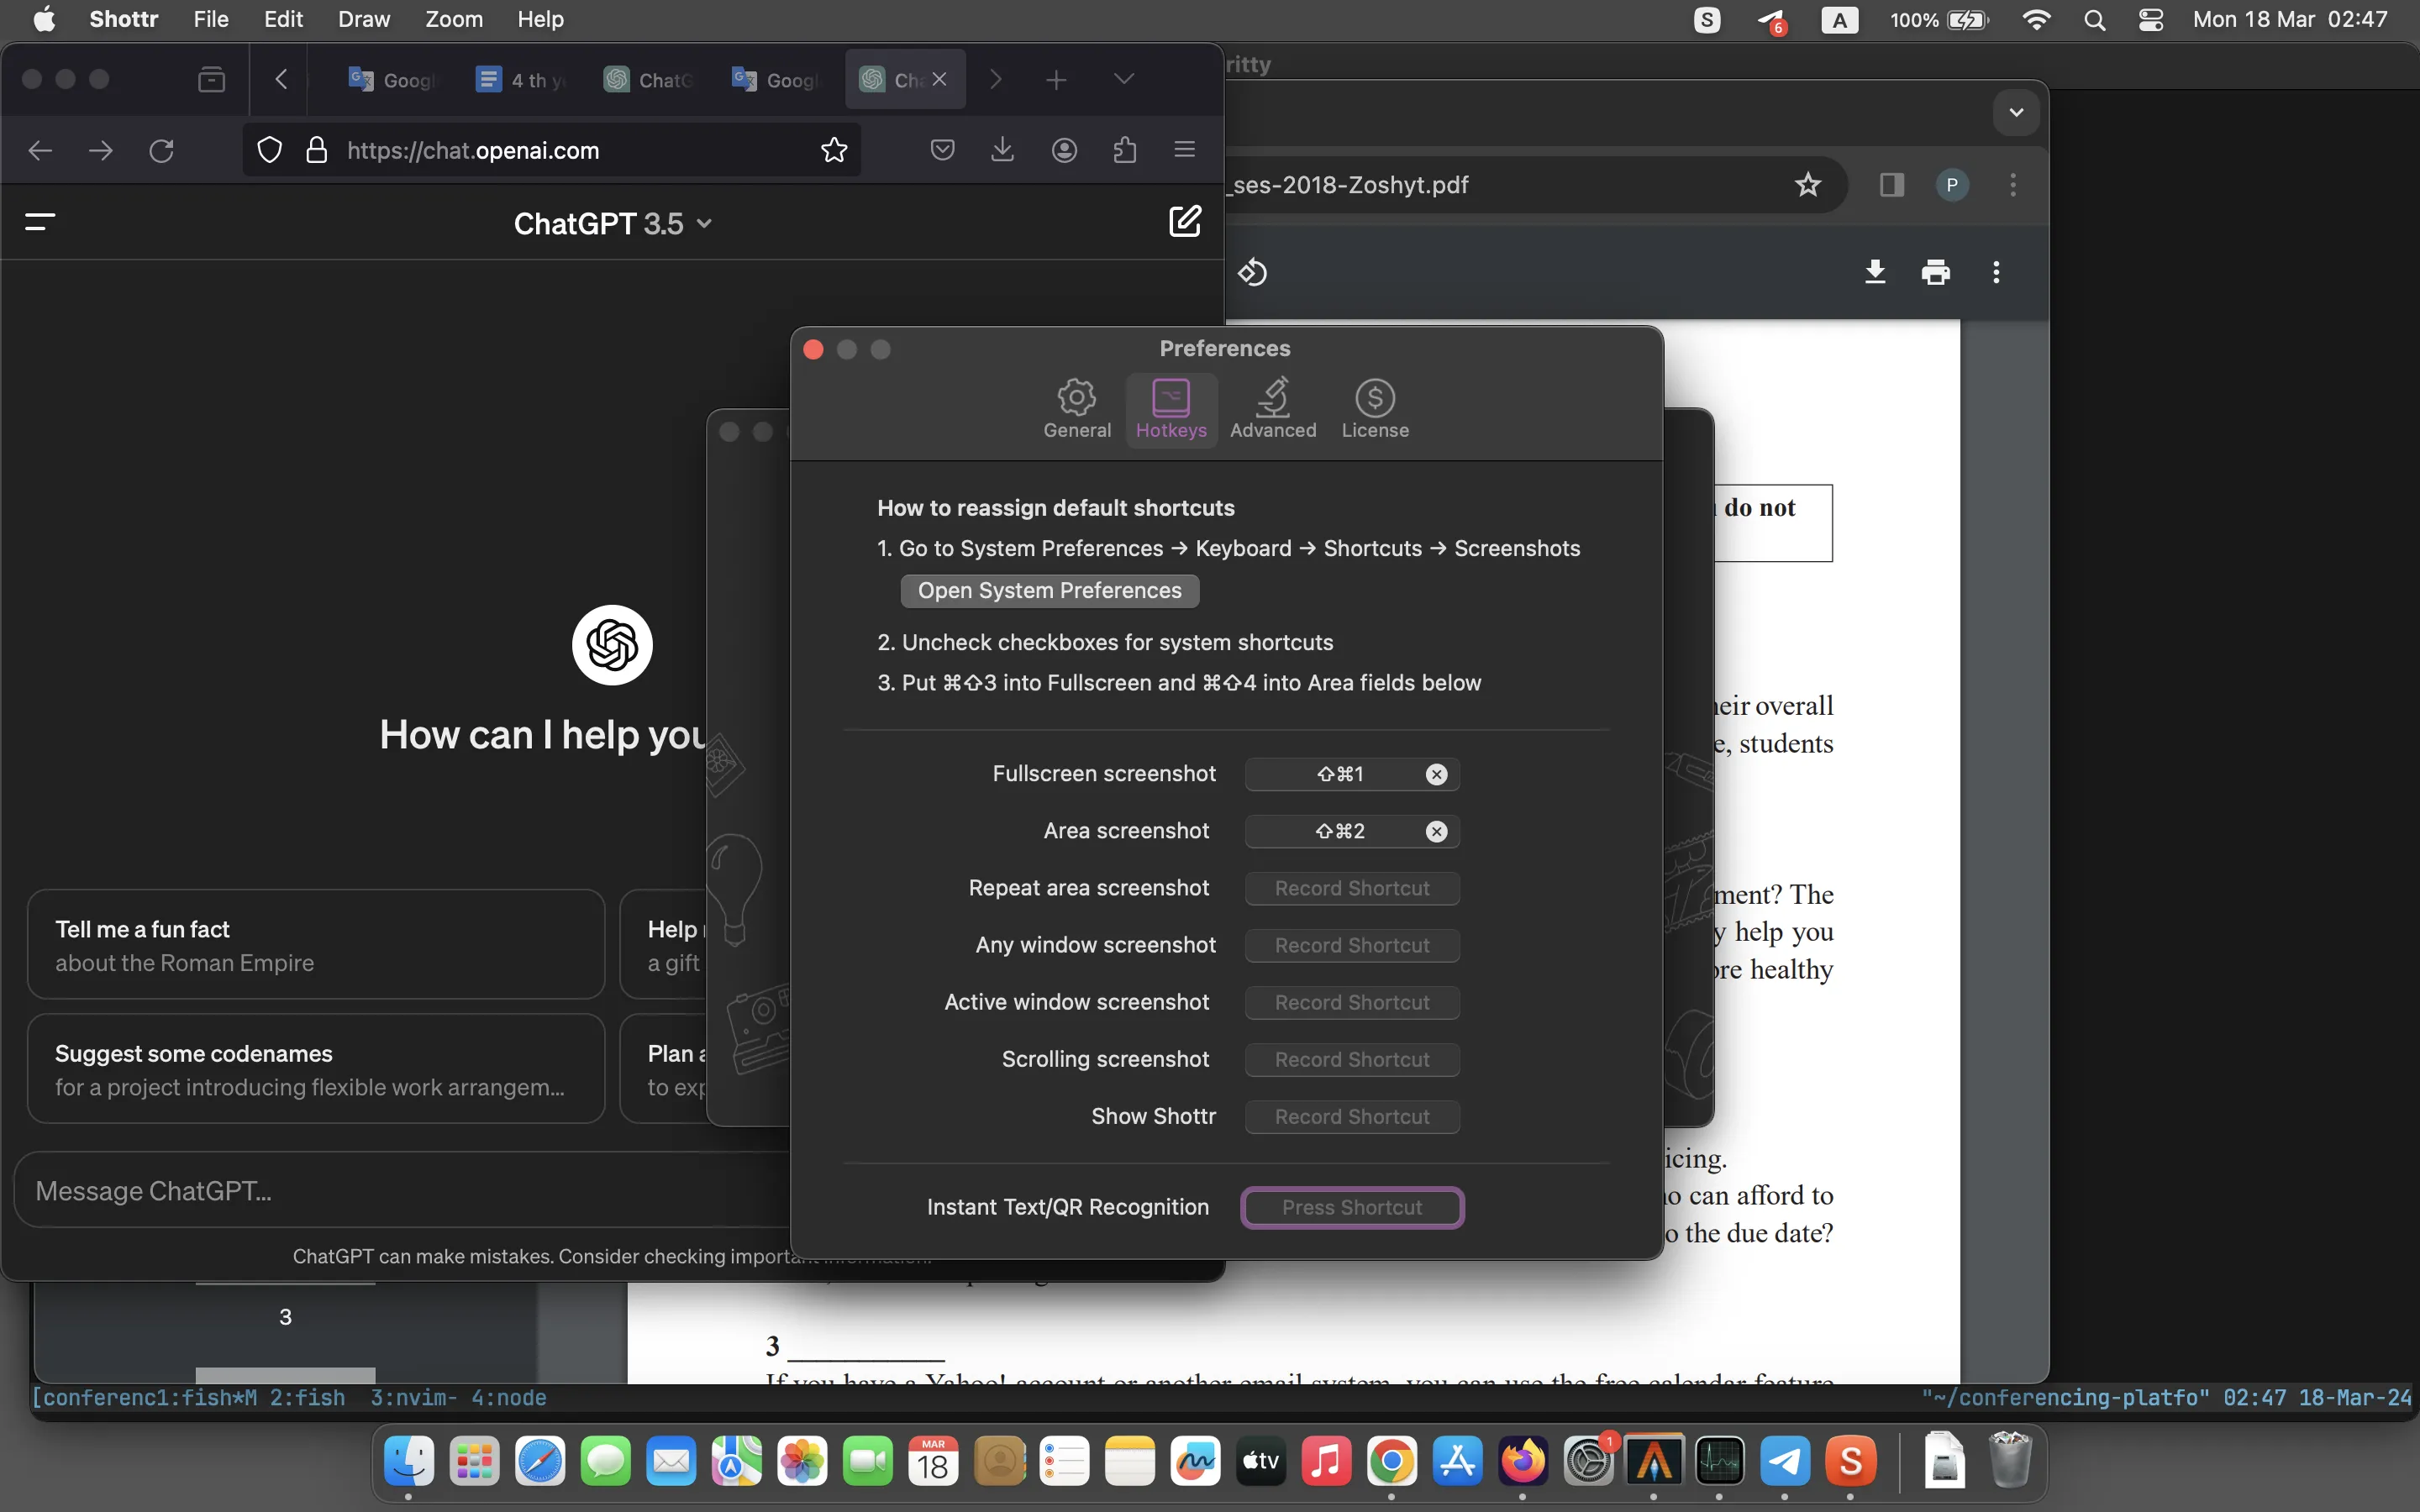 Shottr File Edit Draw Zoom Help
S 6 A 100% Mon 18 Mar 02:47
ritty
Googl 4 th ChatG Googl Cha
https://chat.openai.com
_ses-2018-Zoshyt.pdf
P
ChatGPT 3.5
Preferences
General Hotkeys Advanced License
do not
How to reassign default shortcuts
1. Go to System Preferences → Keyboard → Shortcuts → Screenshots
Open System Preferences
2. Uncheck checkboxes for system shortcuts
3. Put ⌘⇧3 into Fullscreen and ⌘⇧4 into Area fields below
How can I help you
eir overall
e, students
Fullscreen screenshot ⇧⌘1
Area screenshot ⇧⌘2
Repeat area screenshot Record Shortcut
Any window screenshot Record Shortcut
Active window screenshot Record Shortcut
Scrolling screenshot Record Shortcut
Show Shottr Record Shortcut
Instant Text/QR Recognition Press Shortcut
ment? The
y help you
re healthy
icing.
o can afford to
o the due date?
Tell me a fun fact
about the Roman Empire
Help
a gift
Suggest some codenames
for a project introducing flexible work arrangem...
Plan
to exp
Message ChatGPT...
ChatGPT can make mistakes. Consider checking important information.
3
3 ____________
If you have a Yahoo! account or another email system, you can use the free calendar feature
[conferenc1:fish*M 2:fish 3:nvim- 4:node
"~/conferencing-platfo" 02:47 18-Mar-24
MAR
18
tv
1
S